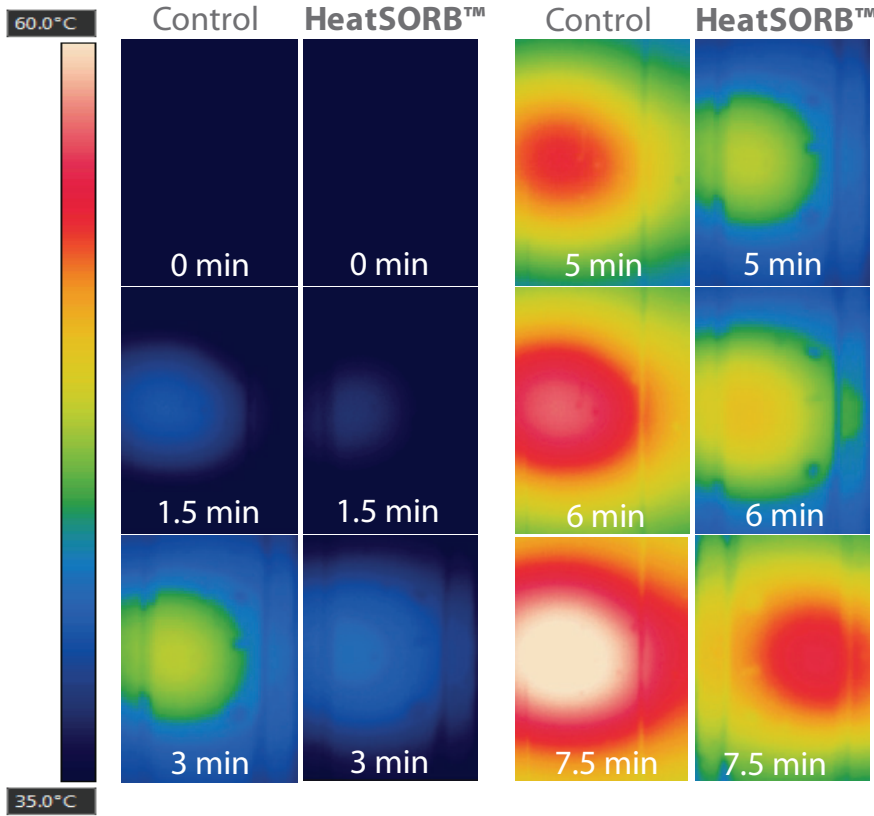 60.0°C
Control HeatSORB™ Control HeatSORB™
0 min 0 min 5 min 5 min
1.5 min 1.5 min 6 min 6 min
3 min 3 min 7.5 min 7.5 min
35.0°C